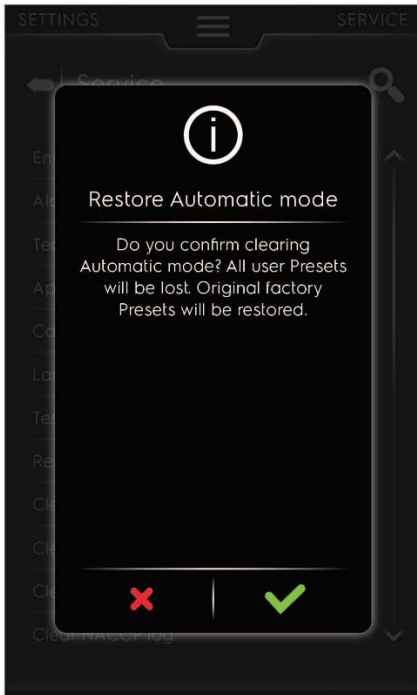 SETTINGS
SERVICE
Service
Restore Automatic mode
Do you confirm clearing
Automatic mode? All user Presets
will be lost. Original factory
Presets will be restored.
Clear HACCP log